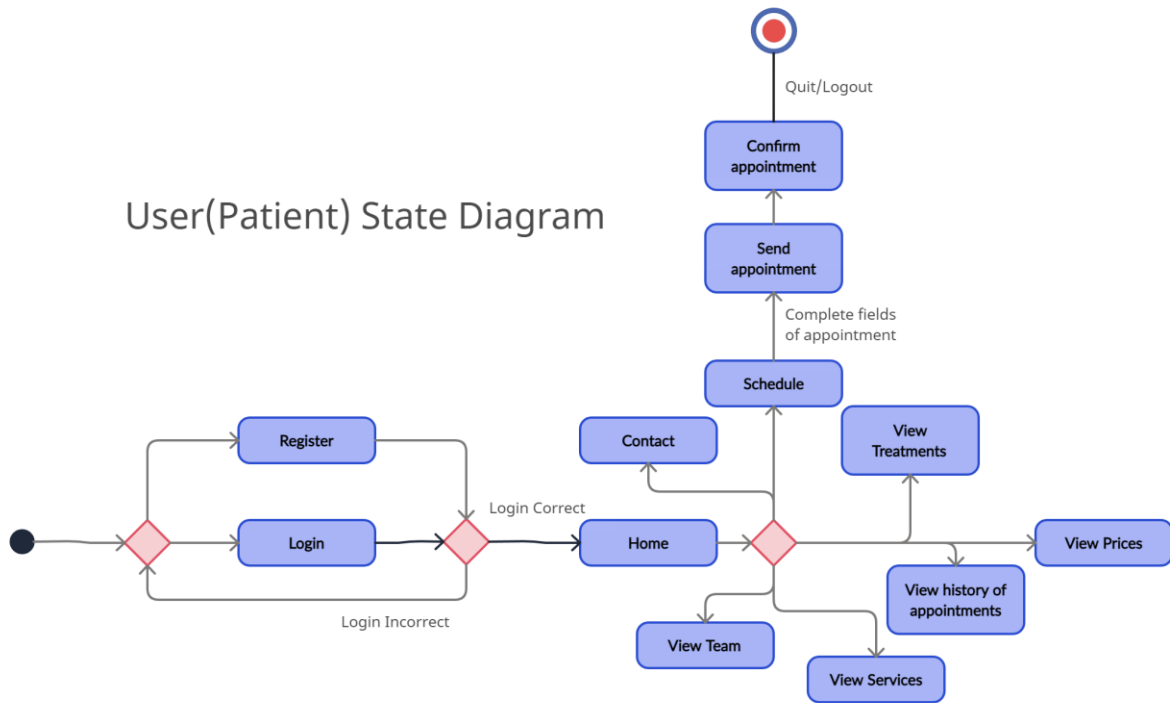 Quit/Logout
Confirm
appointment
User(Patient) State Diagram
Send
appointment
Complete fields
of appointment
Schedule
Register
Contact
View
Treatments
Login Correct
Login
Home
View Prices
View history of
appointments
Login Incorrect
View Team
View Services